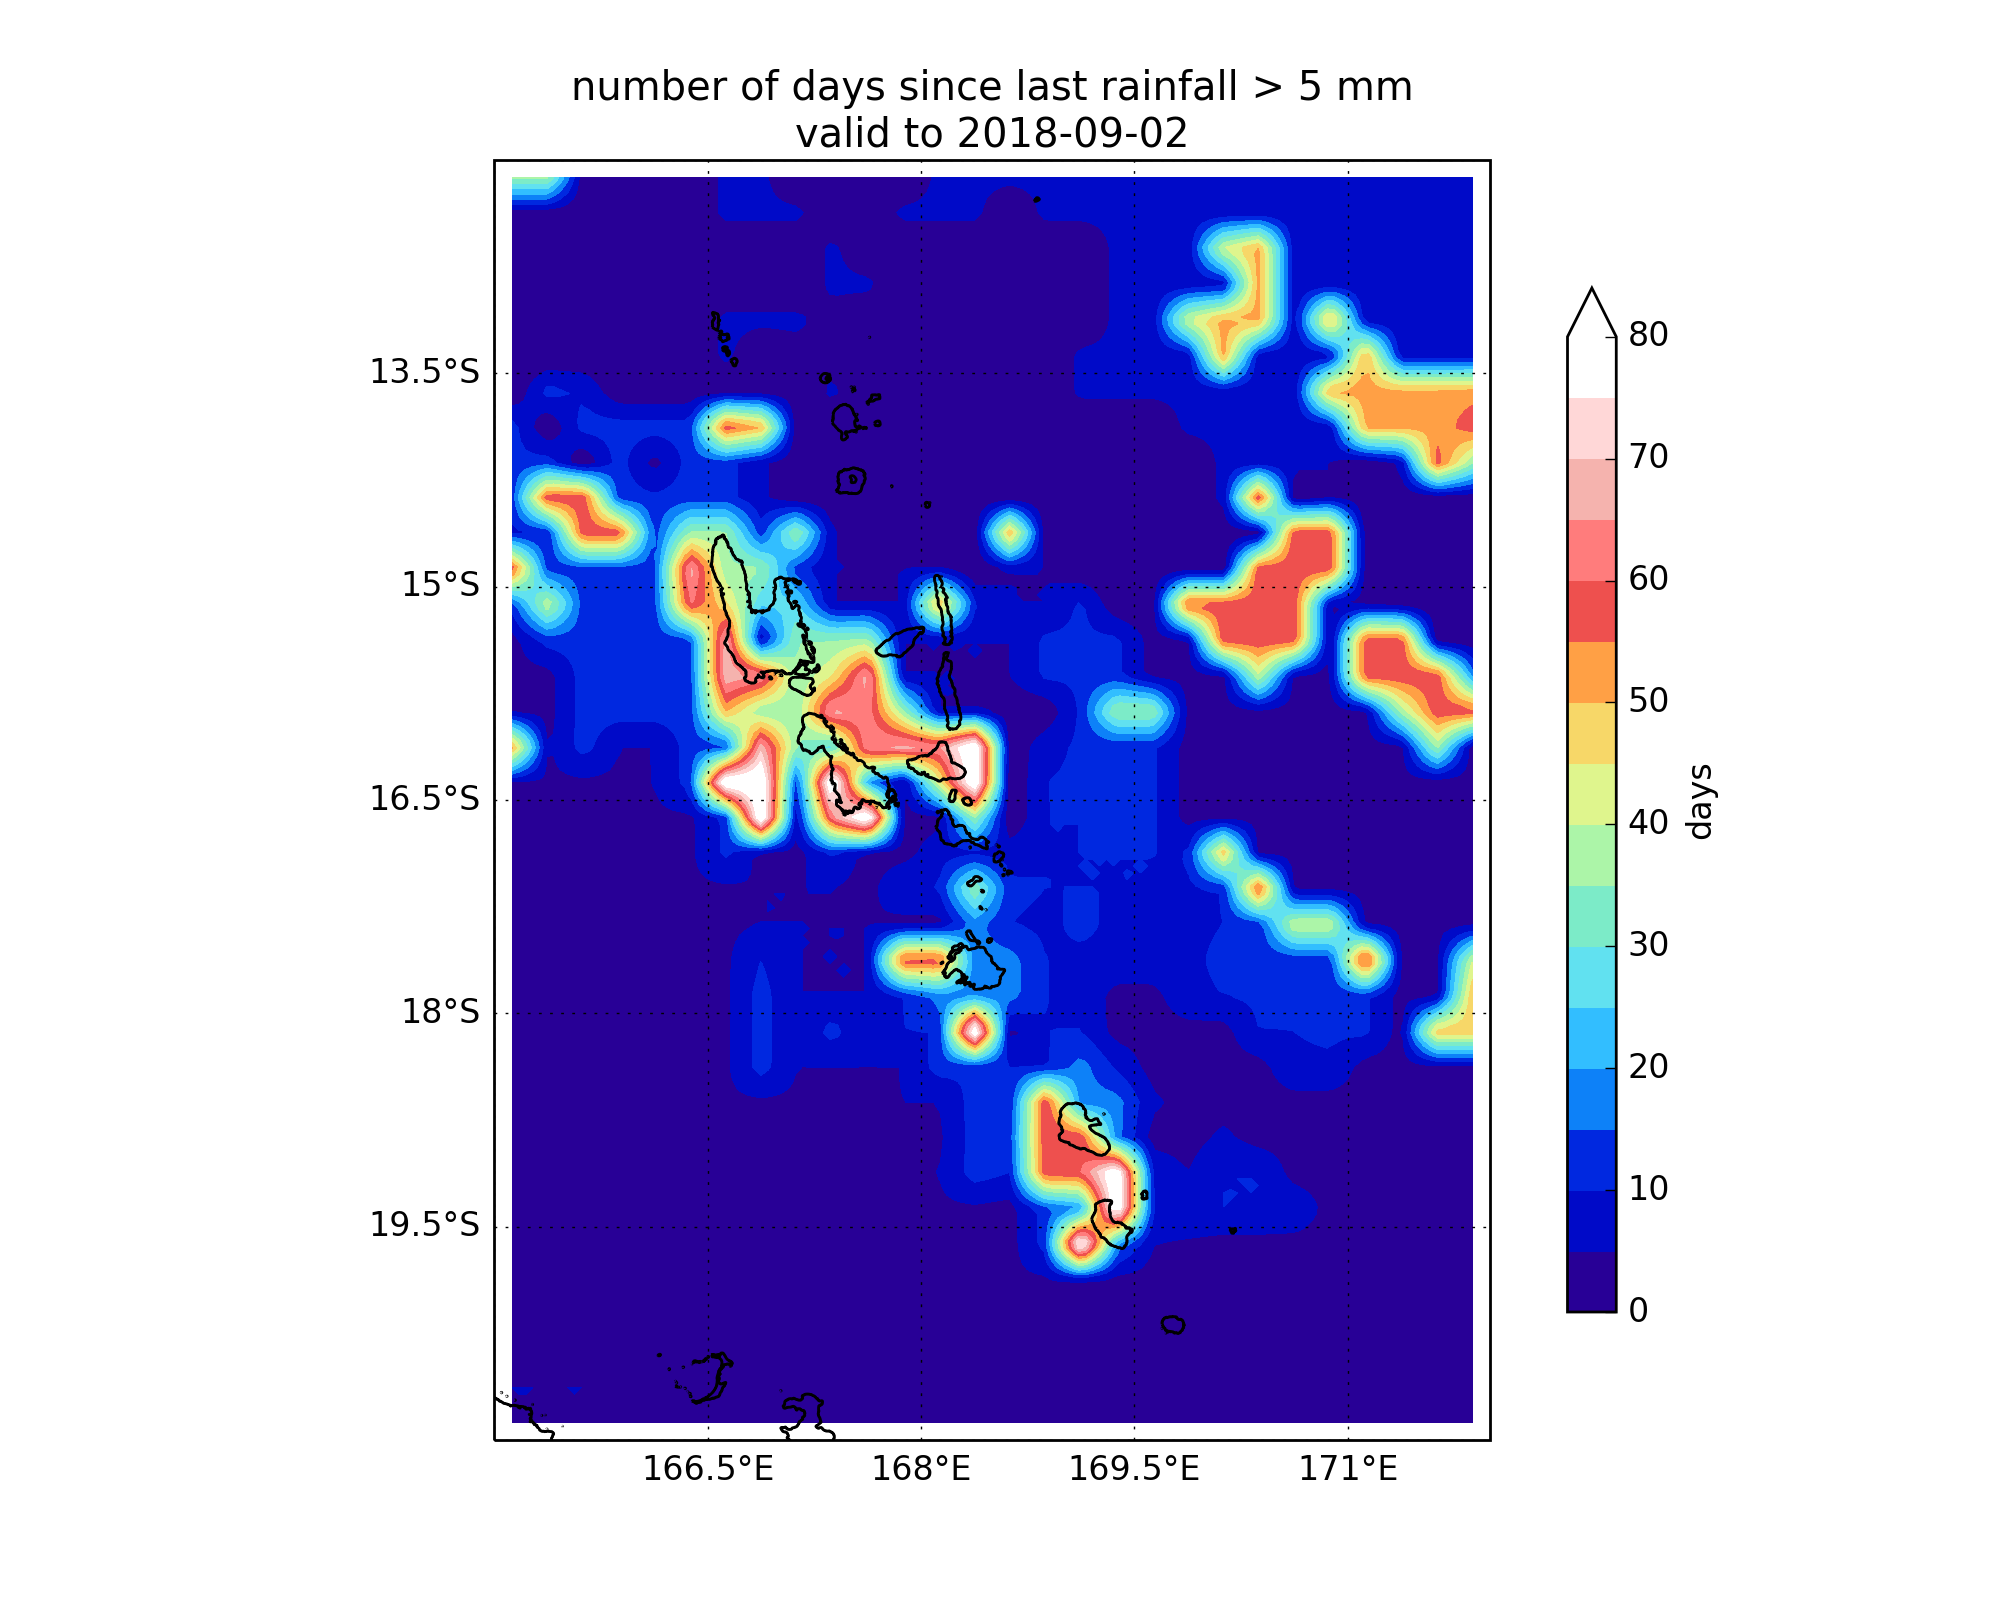 number of days since last rainfall > 5 mm
valid to 2018-09-02
80
13.5°S
70
60
15°S
50
days
16.5°S
40
30
18°S
20
10
19.5°S
0
166.5°E
168°E
169.5°E
171°E